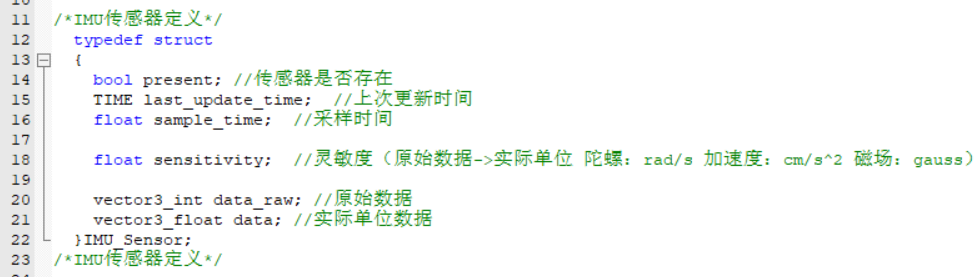 11 /*IMU传感器定义*/
12 typedef struct
13 {
14 bool present; //传感器是否存在
15 TIME last_update_time; //上次更新时间
16 float sample_time; //采样时间
17
18 float sensitivity; //灵敏度（原始数据->实际单位 陀螺：rad/s 加速度：cm/s^2 磁场：gauss）
19
20 vector3_int data_raw; //原始数据
21 vector3_float data; //实际单位数据
22 }IMU_Sensor;
23 /*IMU传感器定义*/